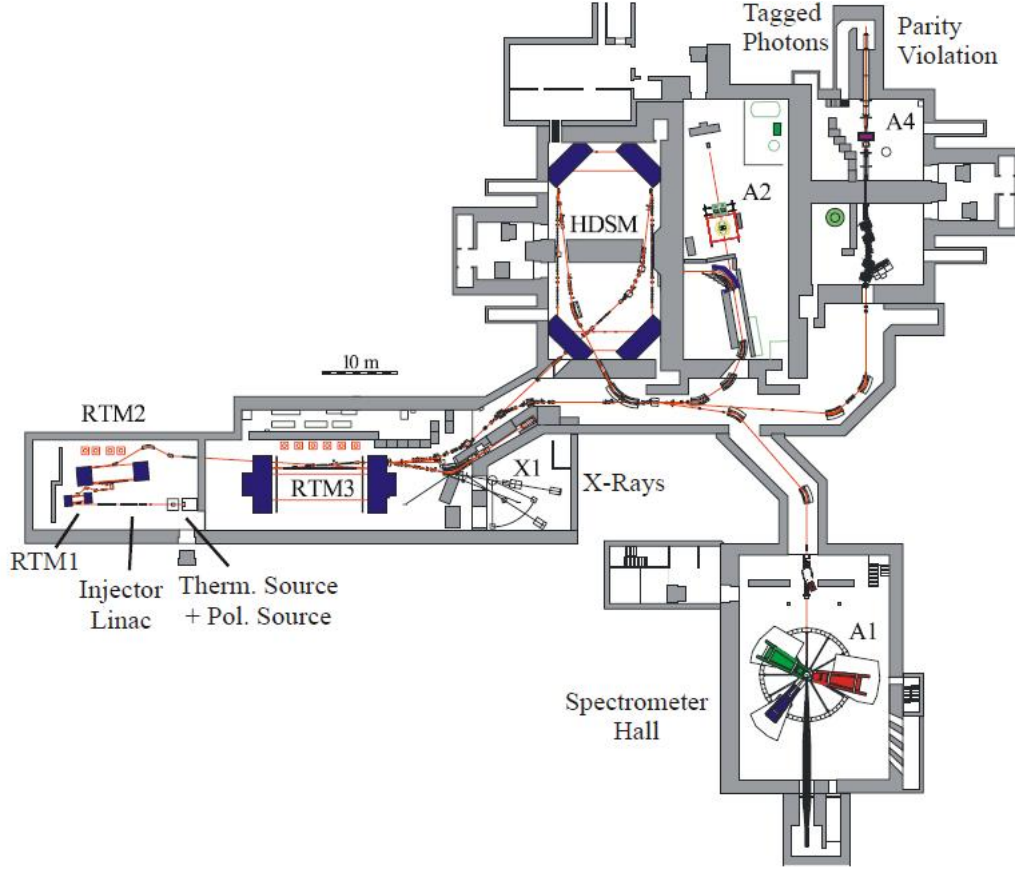 Tagged
Photons
Parity
Violation
A4
A2
HDSM
10 m
RTM2
RTM3
X1
X-Rays
RTM1
Injector
Linac
Therm. Source
+ Pol. Source
A1
Spectrometer
Hall